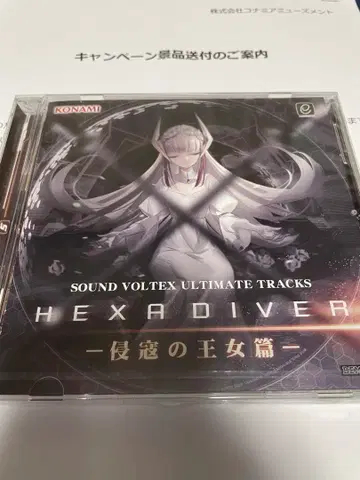 株式会社コナミアミューズメント
キャンペーン景品送付のご案内
KONAMI
SOUND VOLTEX ULTIMATE TRACKS
HEXA DIVER
－侵寇の王女篇－